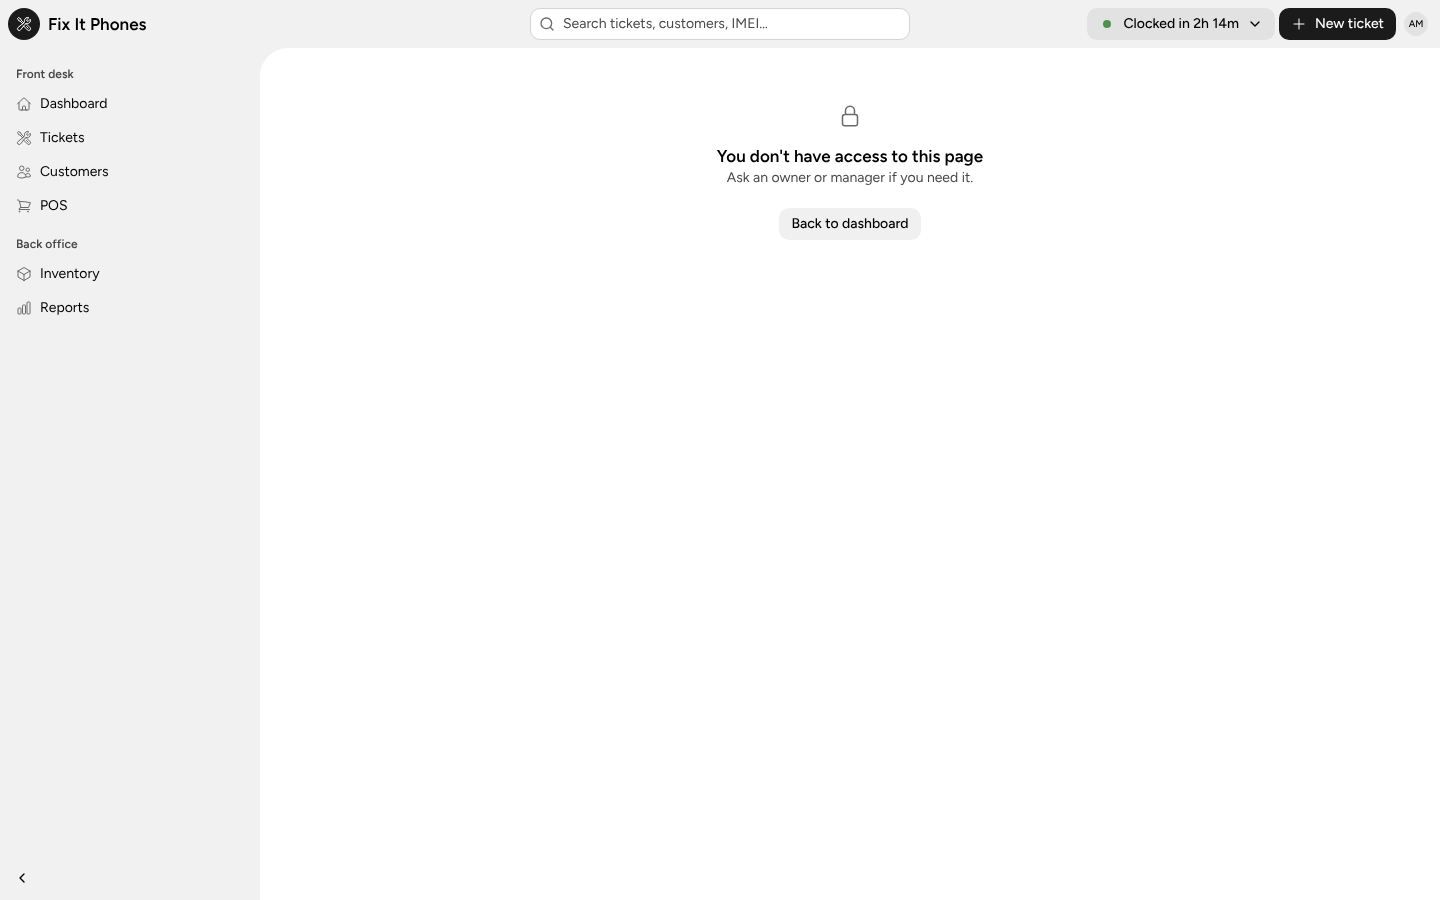 Fix It Phones
Search tickets, customers, IMEI...
Clocked in 2h 14m
New ticket
AM
Front desk
Dashboard
Tickets
Customers
POS
Back office
Inventory
Reports
You don't have access to this page
Ask an owner or manager if you need it.
Back to dashboard